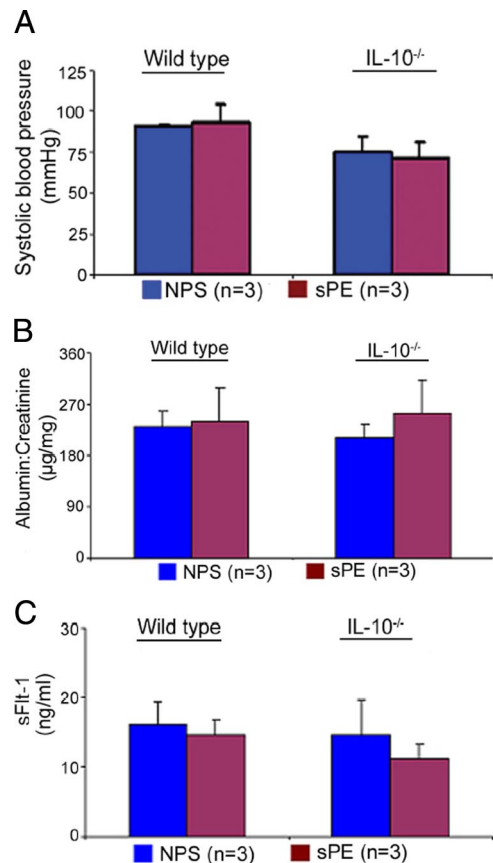 A
Wild type IL-10-/-
Systolic blood pressure
(mmHg)
125
100
75
50
25
0
NPS (n=3) sPE (n=3)
B
Wild type IL-10-/-
Albumin:Creatinine
(µg/mg)
360
270
180
90
0
NPS (n=3) sPE (n=3)
C
Wild type IL-10-/-
sFlt-1
(ng/ml)
30
20
10
0
NPS (n=3) sPE (n=3)